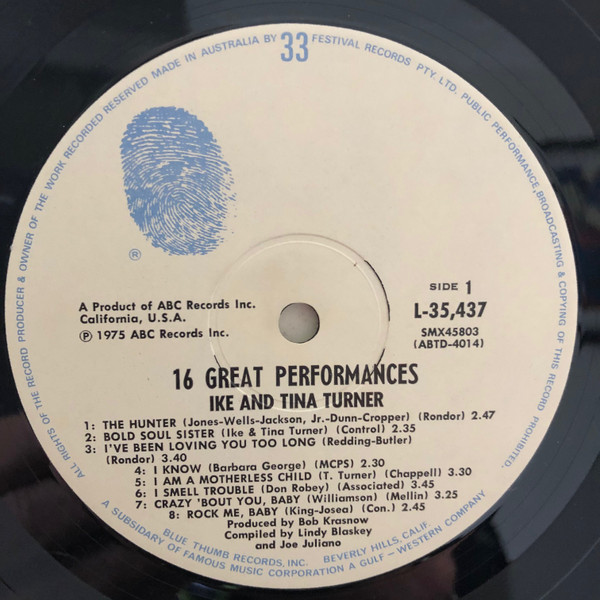 ALL RIGHTS OF THE RECORD PRODUCER & OWNER OF THE WORK RECORDED RESERVED MADE IN AUSTRALIA BY 33 FESTIVAL RECORDS PTY. LTD. PUBLIC PERFORMANCE, BROADCASTING & COPYING OF THIS RECORD PROHIBITED.
®
SIDE 1
A Product of ABC Records Inc.
L-35,437
California, U.S.A.
SMX45803
℗ 1975 ABC Records Inc.
(ABTD-4014)
16 GREAT PERFORMANCES
IKE AND TINA TURNER
1: THE HUNTER (Jones-Wells-Jackson, Jr.-Dunn-Cropper) (Rondor) 2.47
2: BOLD SOUL SISTER (Ike & Tina Turner) (Control) 2.35
3: I'VE BEEN LOVING YOU TOO LONG (Redding-Butler)
(Rondor) 3.40
4: I KNOW (Barbara George) (MCPS) 2.30
5: I AM A MOTHERLESS CHILD (T. Turner) (Chappell) 3.30
6: I SMELL TROUBLE (Don Robey) (Associated) 3.45
7: CRAZY 'BOUT YOU, BABY (Williamson) (Mellin) 3.25
8: ROCK ME, BABY (King-Josea) (Con.) 2.45
Produced by Bob Krasnow
Compiled by Lindy Blaskey
and Joe Juliano
BLUE THUMB RECORDS, INC. BEVERLY HILLS, CALIF.
A SUBSIDARY OF FAMOUS MUSIC CORPORATION A GULF - WESTERN COMPANY